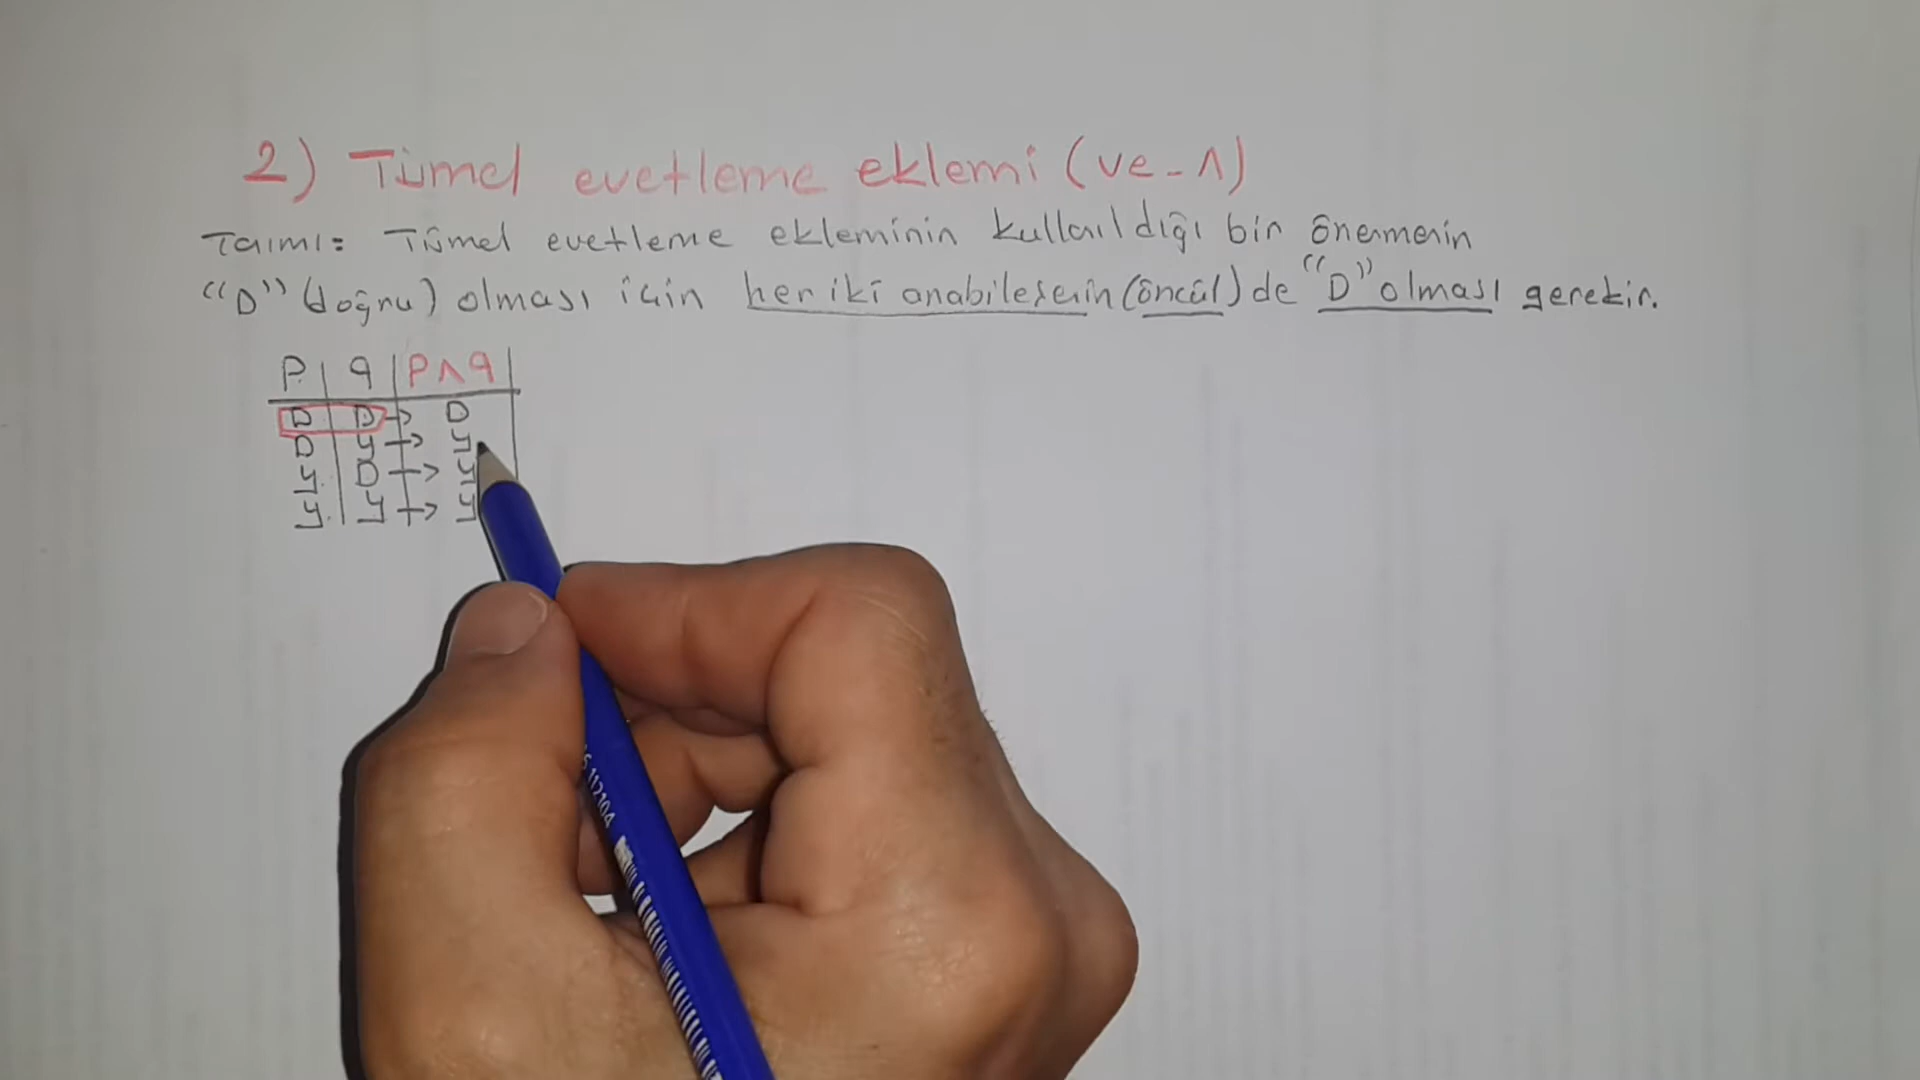 2) Tümel evetleme eklemi (ve-Λ)
Tanımı: Tümel evetleme ekleminin kullanıldığı bir önermenin
"D" (doğru) olması için her iki anabileşenin (öncül) de "D" olması gerekir.
P | q | P Λ q |
D D → D
D y → y
y D → y
y y → y
112104